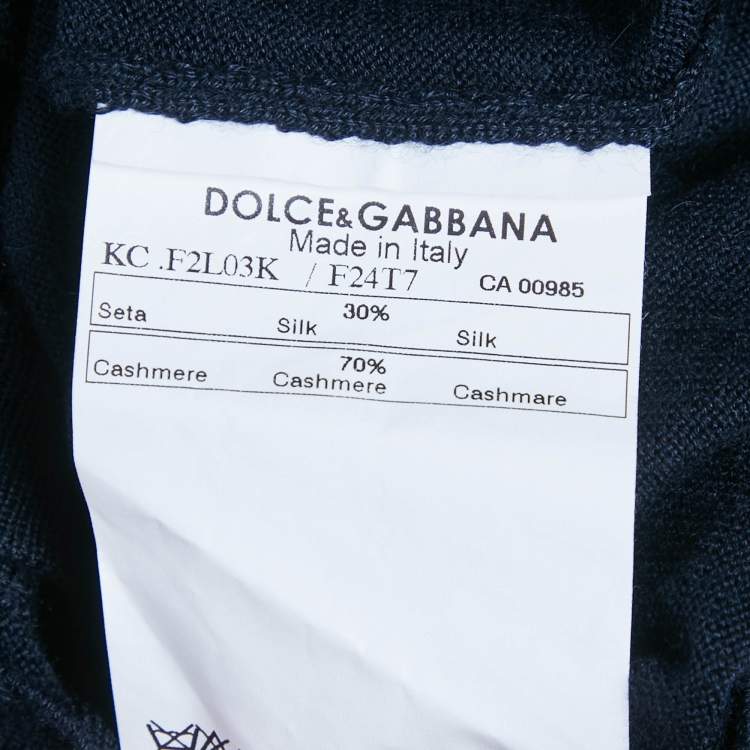 DOLCE&GABBANA
Made in Italy
KC .F2L03K / F24T7 CA 00985
Seta 30% Silk Silk
Cashmere 70% Cashmere Cashmare